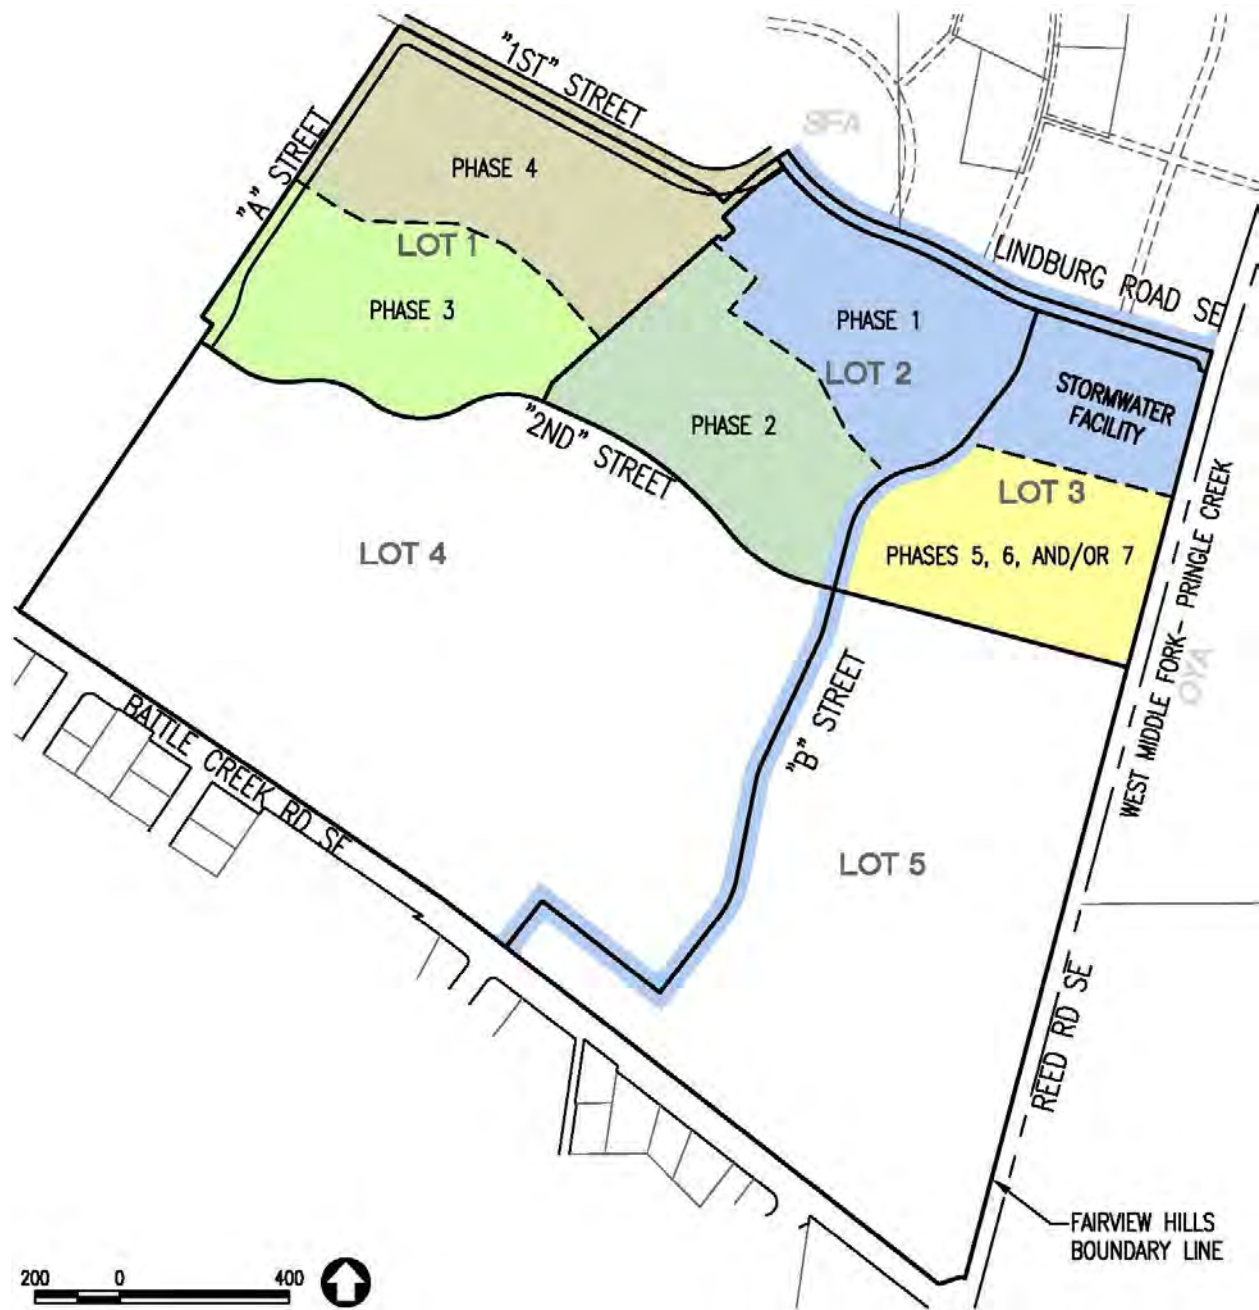 "1ST" STREET
SFA
"A" STREET
PHASE 4
LOT 1
LINDBURG ROAD SE
PHASE 3
PHASE 1
LOT 2
STORMWATER
FACILITY
PHASE 2
"2ND" STREET
LOT 3
LOT 4
PHASES 5, 6, AND/OR 7
WEST MIDDLE FORK- PRINGLE CREEK
OYA
"B" STREET
BATTLE CREEK RD SE
LOT 5
REED RD SE
FAIRVIEW HILLS
BOUNDARY LINE
200 0 400